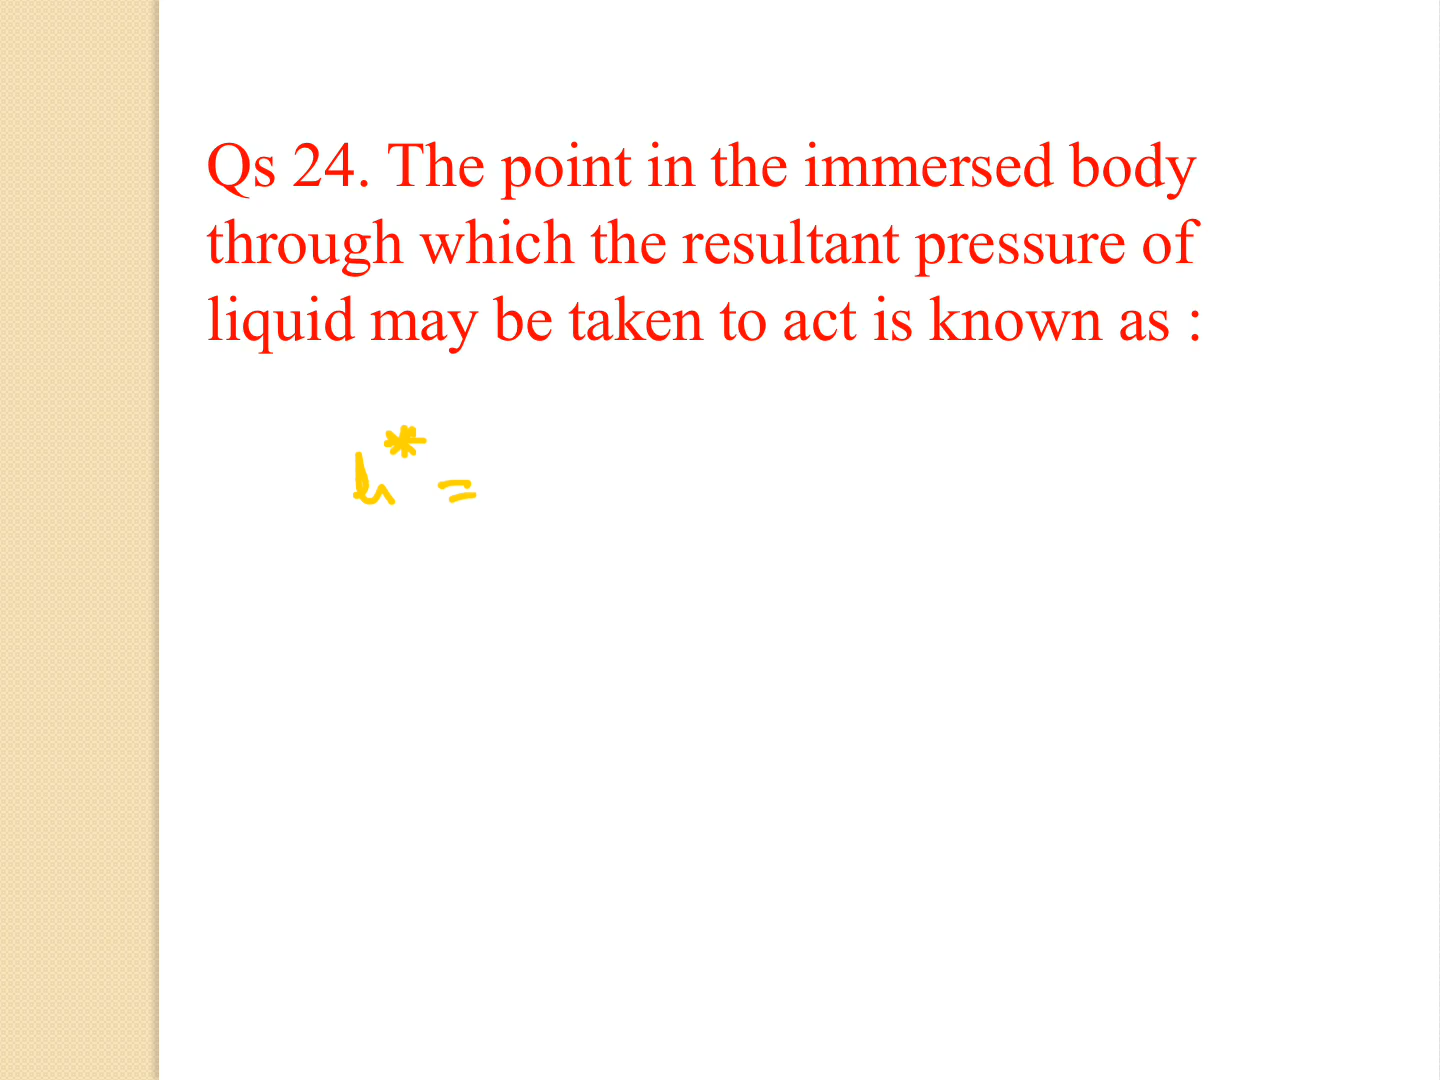 Qs 24. The point in the immersed body
through which the resultant pressure of
liquid may be taken to act is known as :
h* =